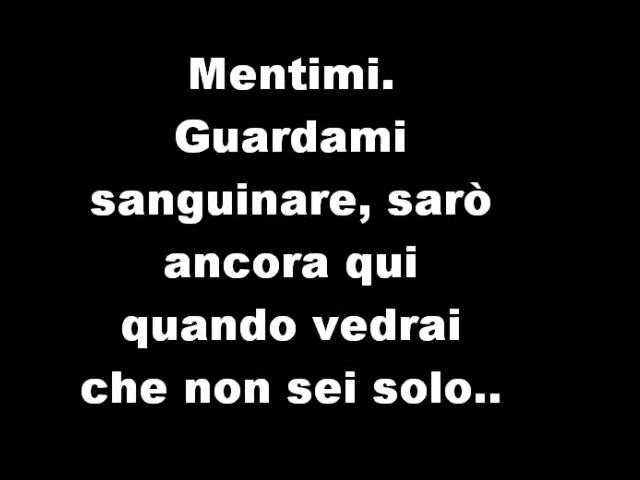 Mentimi.
Guardami
sanguinare, sarò
ancora qui
quando vedrai
che non sei solo..